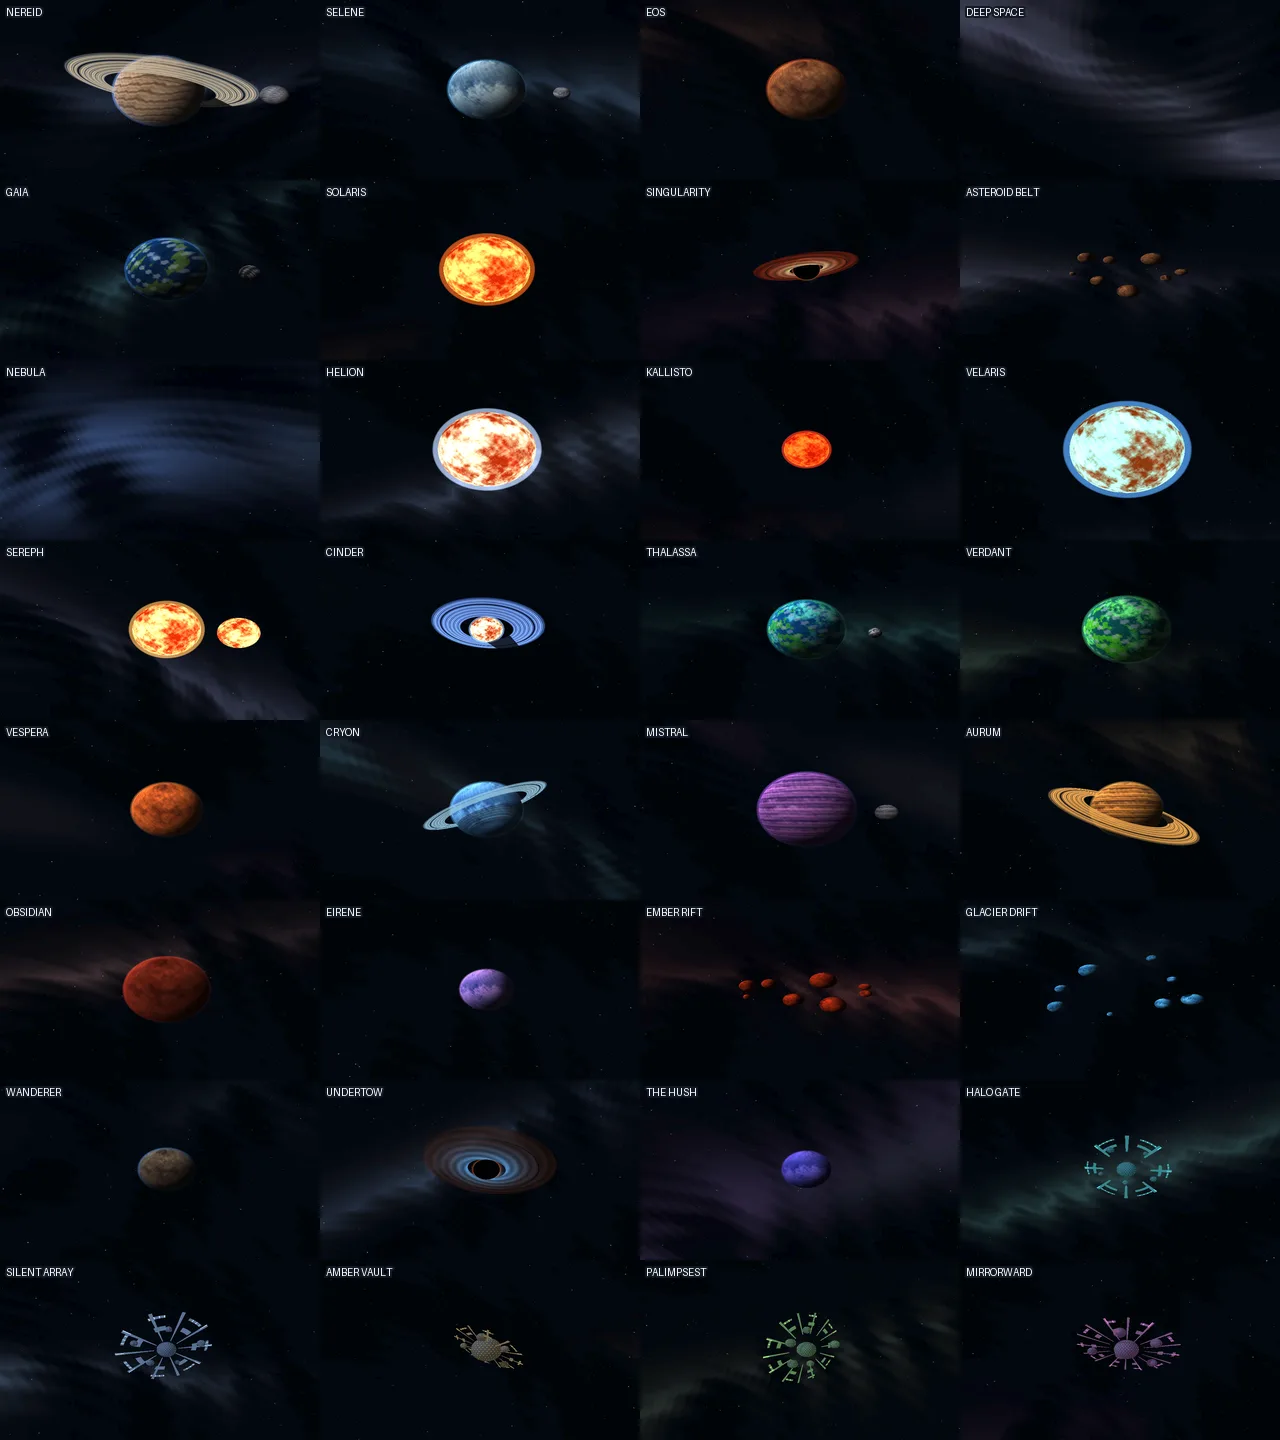 NEREID
SELENE
EOS
DEEP SPACE
GAIA
SOLARIS
SINGULARITY
ASTEROID BELT
NEBULA
HELION
KALLISTO
VELARIS
SEREPH
CINDER
THALASSA
VERDANT
VESPERA
CRYON
MISTRAL
AURUM
OBSIDIAN
EIRENE
EMBER RIFT
GLACIER DRIFT
WANDERER
UNDERTOW
THE HUSH
HALO GATE
SILENT ARRAY
AMBER VAULT
PALIMPSEST
MIRRORWARD